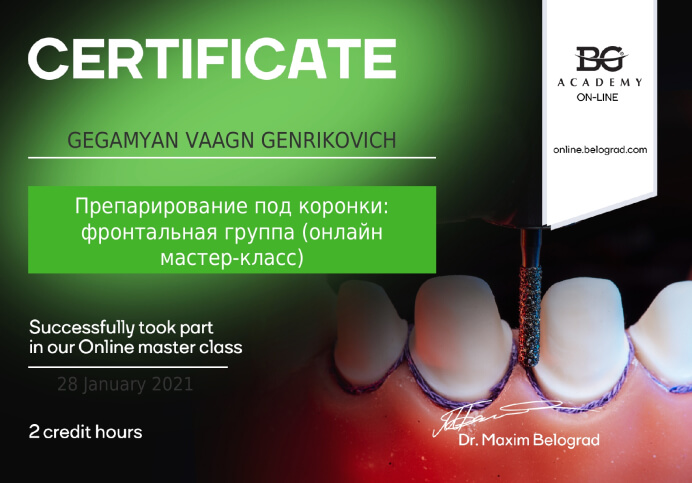 CERTIFICATE
BG
ACADEMY
ON-LINE
online.belograd.com
GEGAMYAN VAAGN GENRIKOVICH
Препарирование под коронки:
фронтальная группа (онлайн
мастер-класс)
Successfully took part
in our Online master class
28 January 2021
2 credit hours
Dr. Maxim Belograd